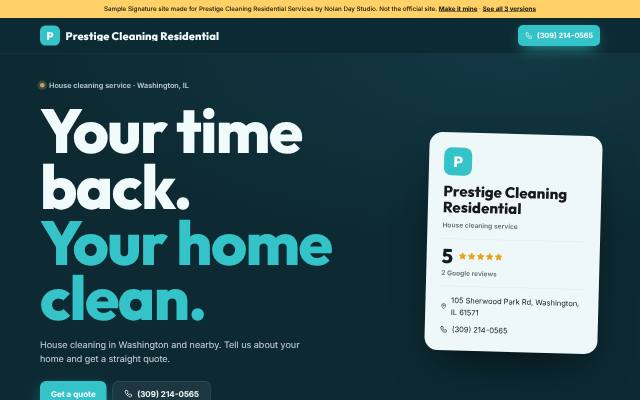 Sample Signature site made for Prestige Cleaning Residential Services by Nolan Day Studio. Not the official site. Make it mine · See all 3 versions
P Prestige Cleaning Residential
(309) 214-0565
House cleaning service · Washington, IL
Your time
back.
Your home
clean.
House cleaning in Washington and nearby. Tell us about your
home and get a straight quote.
Get a quote
(309) 214-0565
P
Prestige Cleaning
Residential
House cleaning service
5 ★★★★★
2 Google reviews
105 Sherwood Park Rd, Washington,
IL 61571
(309) 214-0565